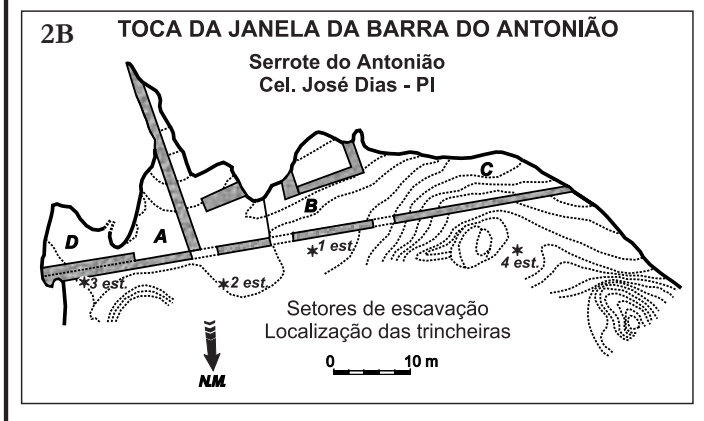 2B TOCA DA JANELA DA BARRA DO ANTONIÃO
Serrote do Antonião
Cel. José Dias - PI
C
B
D
A
1 est.
4 est.
3 est.
2 est.
Setores de escavação
Localização das trincheiras
0 10 m
N.M.